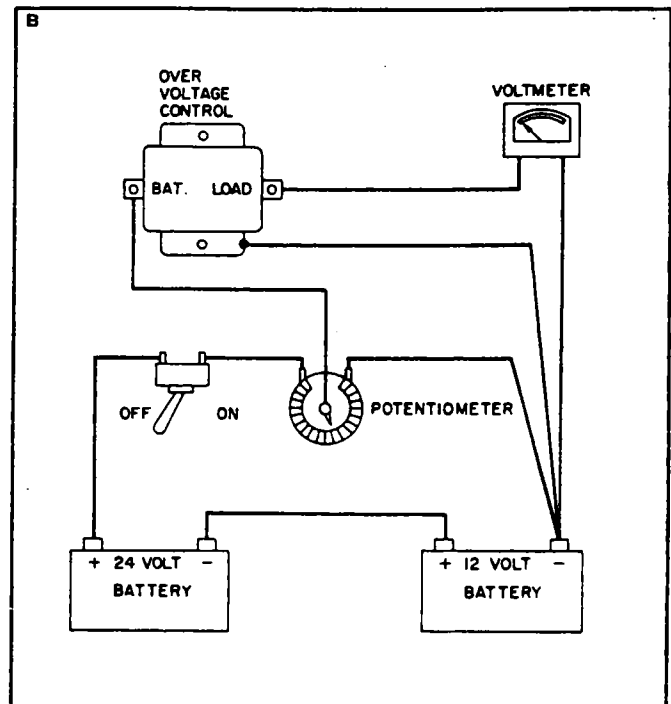 B
OVER
VOLTAGE
CONTROL
VOLTMETER
BAT. LOAD
OFF ON
POTENTIOMETER
+ 24 VOLT -
BATTERY
+ 12 VOLT -
BATTERY